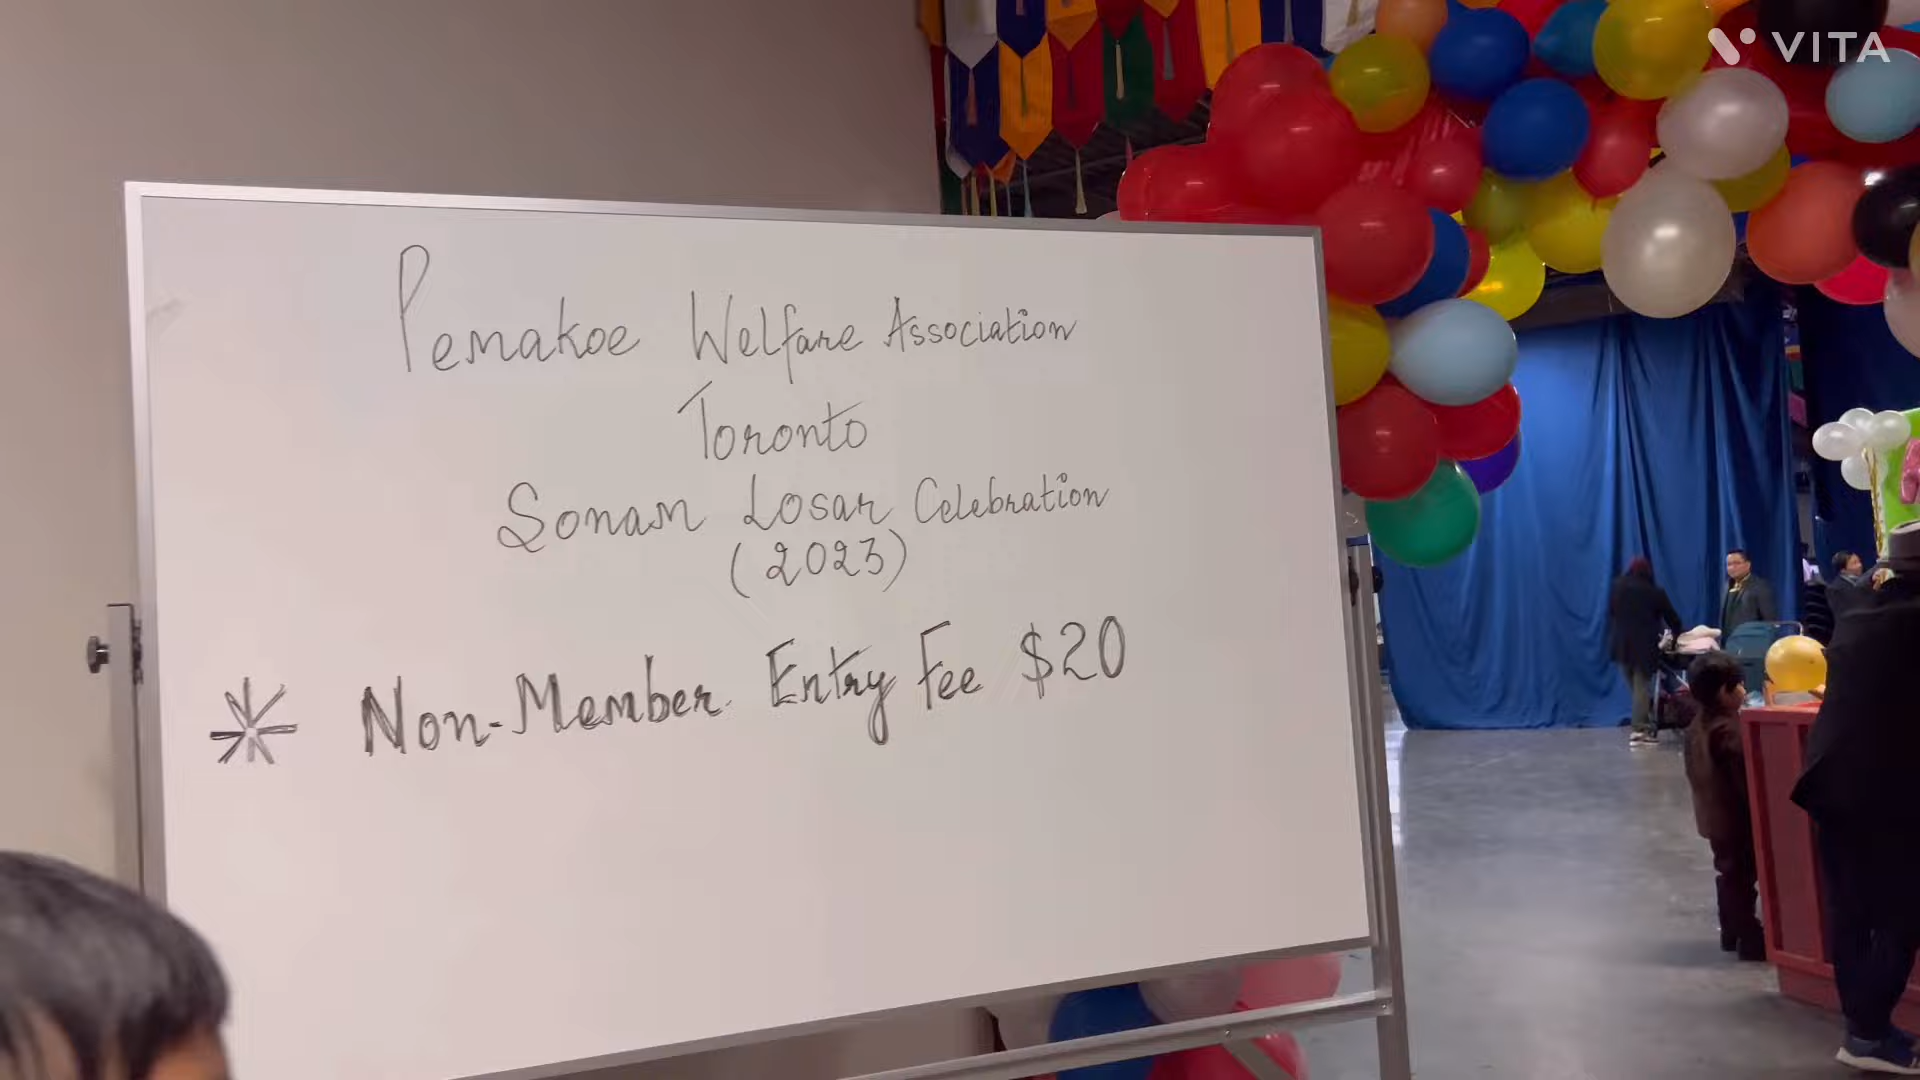 VITA
Pemakoe Welfare Association
Toronto
Sonam Losar Celebration
(2023)
* Non-Member Entry Fee $20